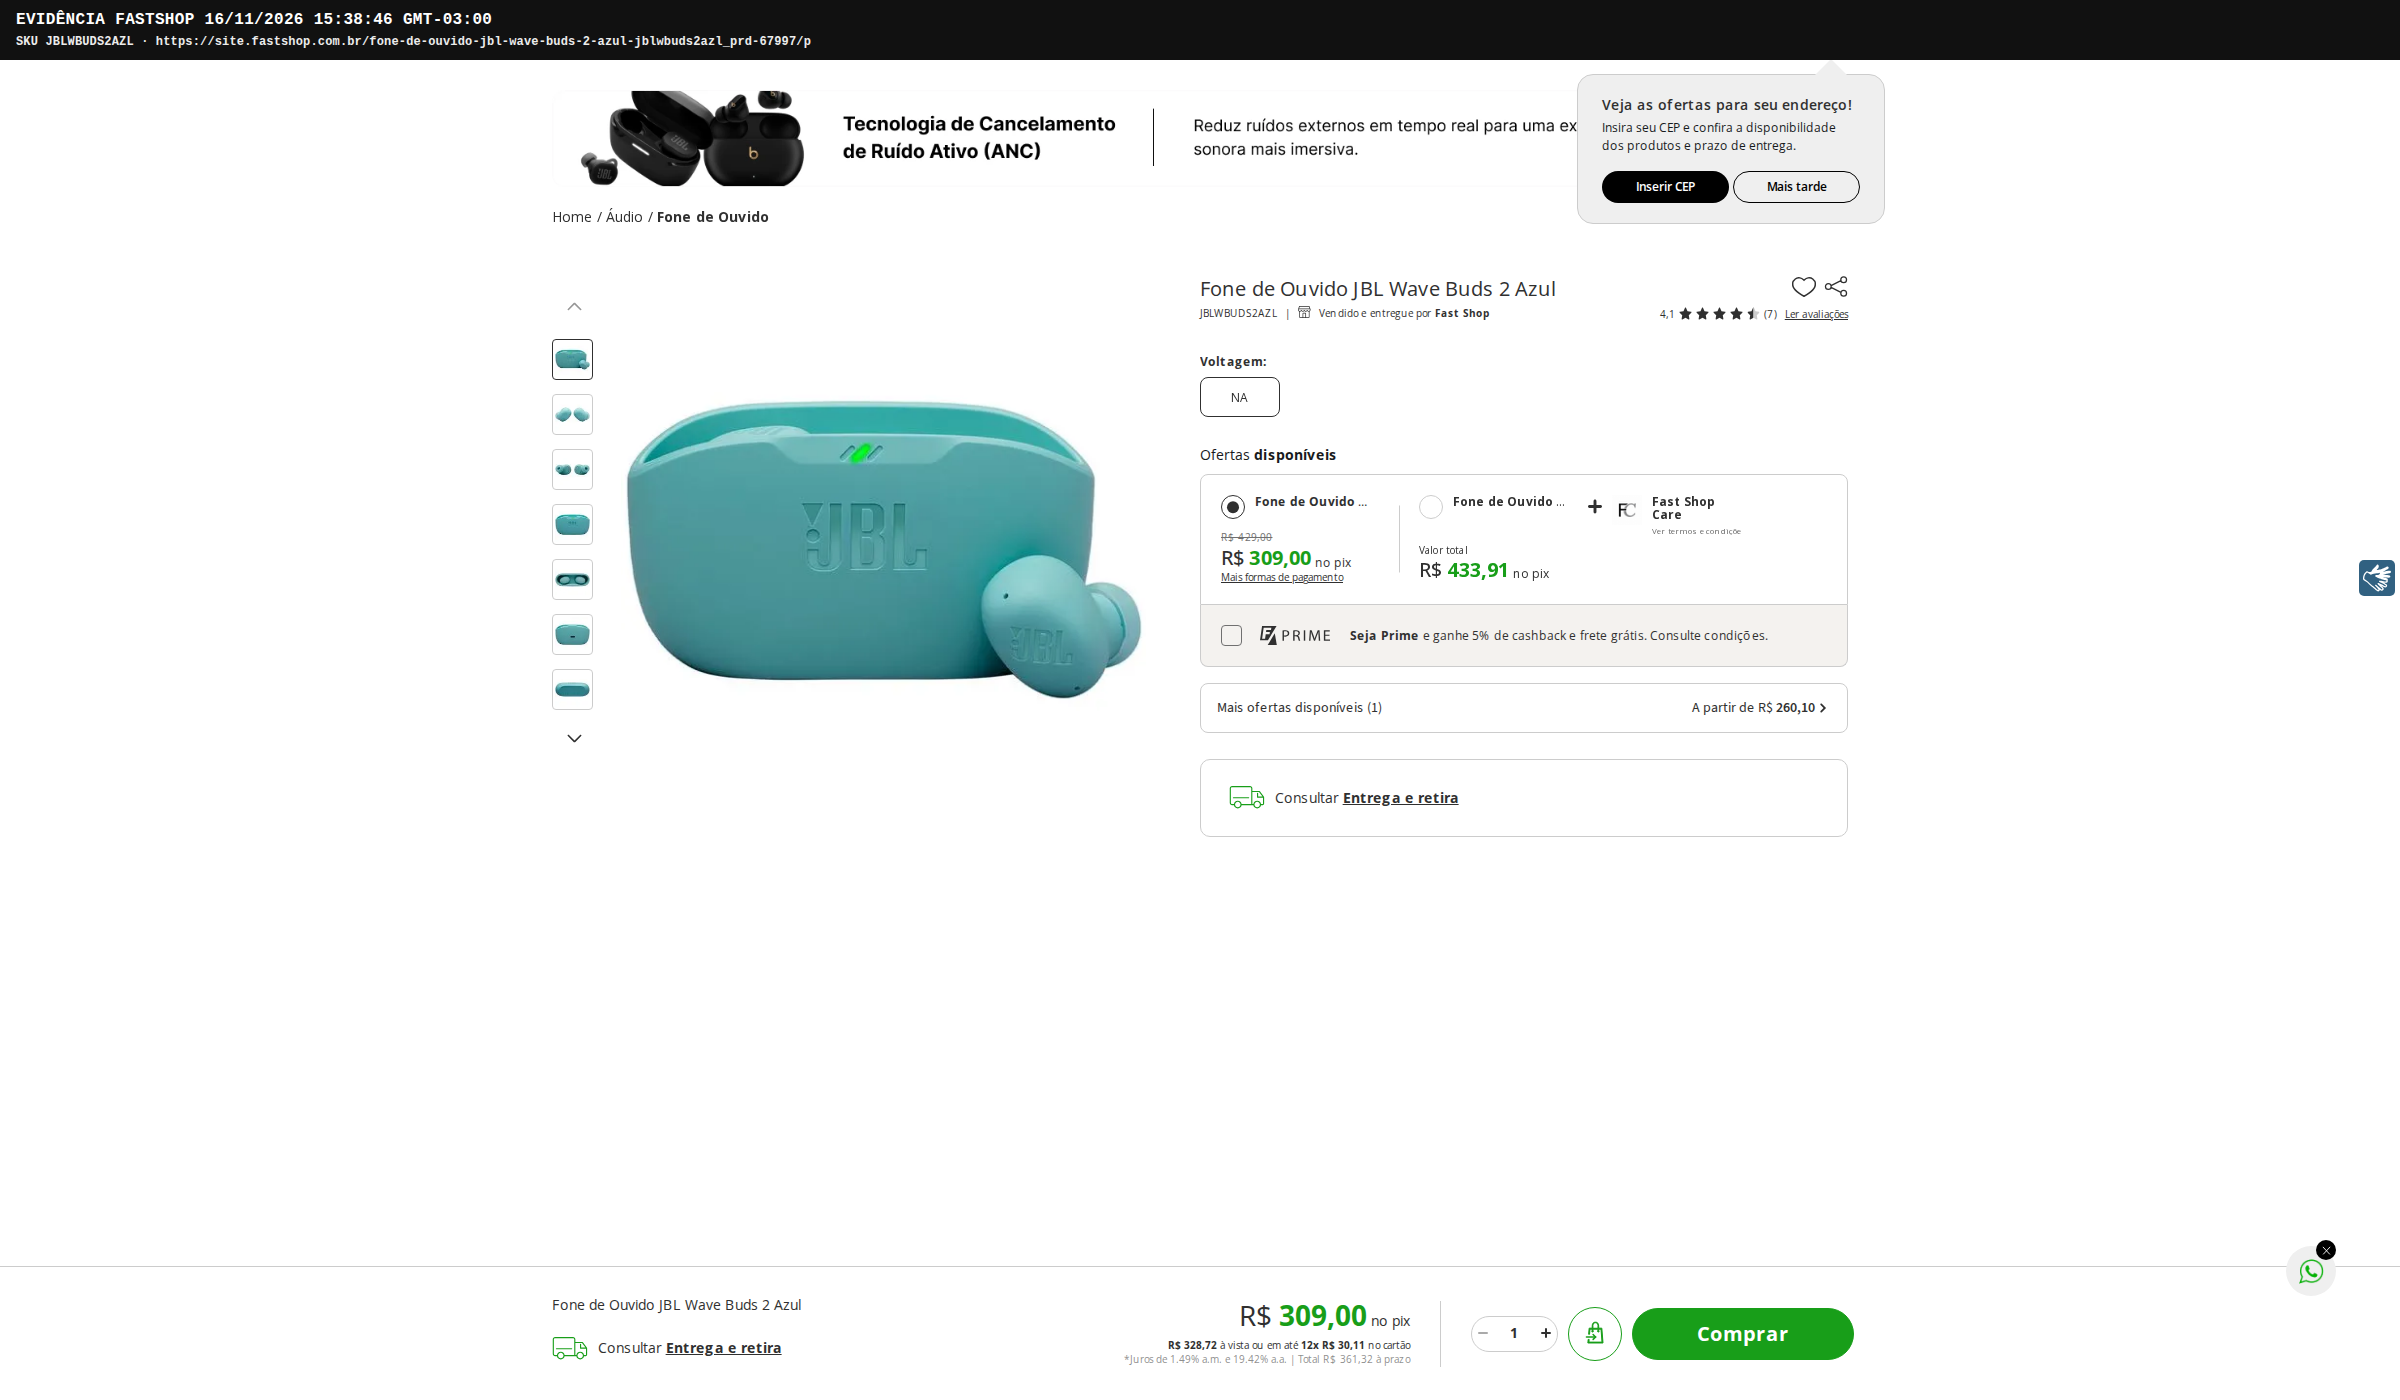 EVIDÊNCIA FASTSHOP 16/11/2026 15:38:46 GMT-03:00
SKU JBLWBUDS2AZL · https://site.fastshop.com.br/fone-de-ouvido-jbl-wave-buds-2-azul-jblwbuds2azl_prd-67997/p
Tecnologia de Cancelamento
de Ruído Ativo (ANC)
Reduz ruídos externos em tempo real para uma ex
sonora mais imersiva.
Veja as ofertas para seu endereço!
Insira seu CEP e confira a disponibilidade
dos produtos e prazo de entrega.
Inserir CEP
Mais tarde
Home / Áudio / Fone de Ouvido
Fone de Ouvido JBL Wave Buds 2 Azul
JBLWBUDS2AZL | Vendido e entregue por Fast Shop
4,1 (7) Ler avaliações
Voltagem:
NA
Ofertas disponíveis
Fone de Ouvido ...
R$ 429,00
R$ 309,00 no pix
Mais formas de pagamento
Fone de Ouvido ...
+
FC
Fast Shop
Care
Ver termos e condiçõe
Valor total
R$ 433,91 no pix
PRIME
Seja Prime e ganhe 5% de cashback e frete grátis. Consulte condições.
Mais ofertas disponíveis (1)
A partir de R$ 260,10
Consultar Entrega e retira
JBL
JBL
Fone de Ouvido JBL Wave Buds 2 Azul
Consultar Entrega e retira
R$ 309,00 no pix
R$ 328,72 à vista ou em até 12x R$ 30,11 no cartão
*Juros de 1.49% a.m. e 19.42% a.a. | Total R$ 361,32 à prazo
− 1 +
Comprar